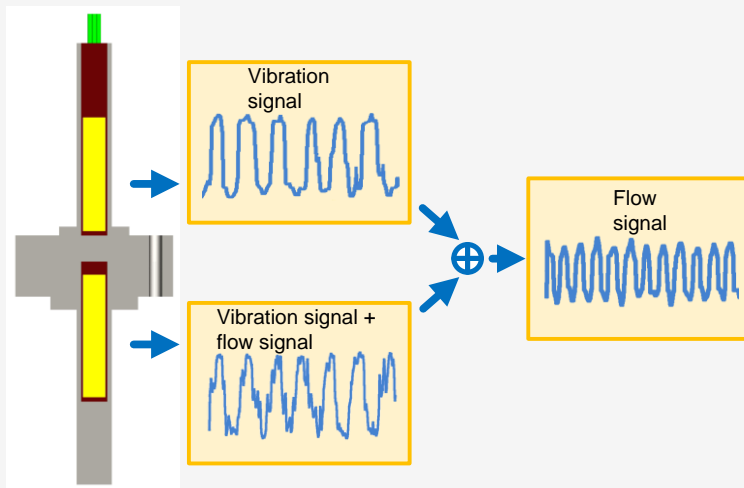 Vibration
signal
Flow
signal
Vibration signal +
flow signal